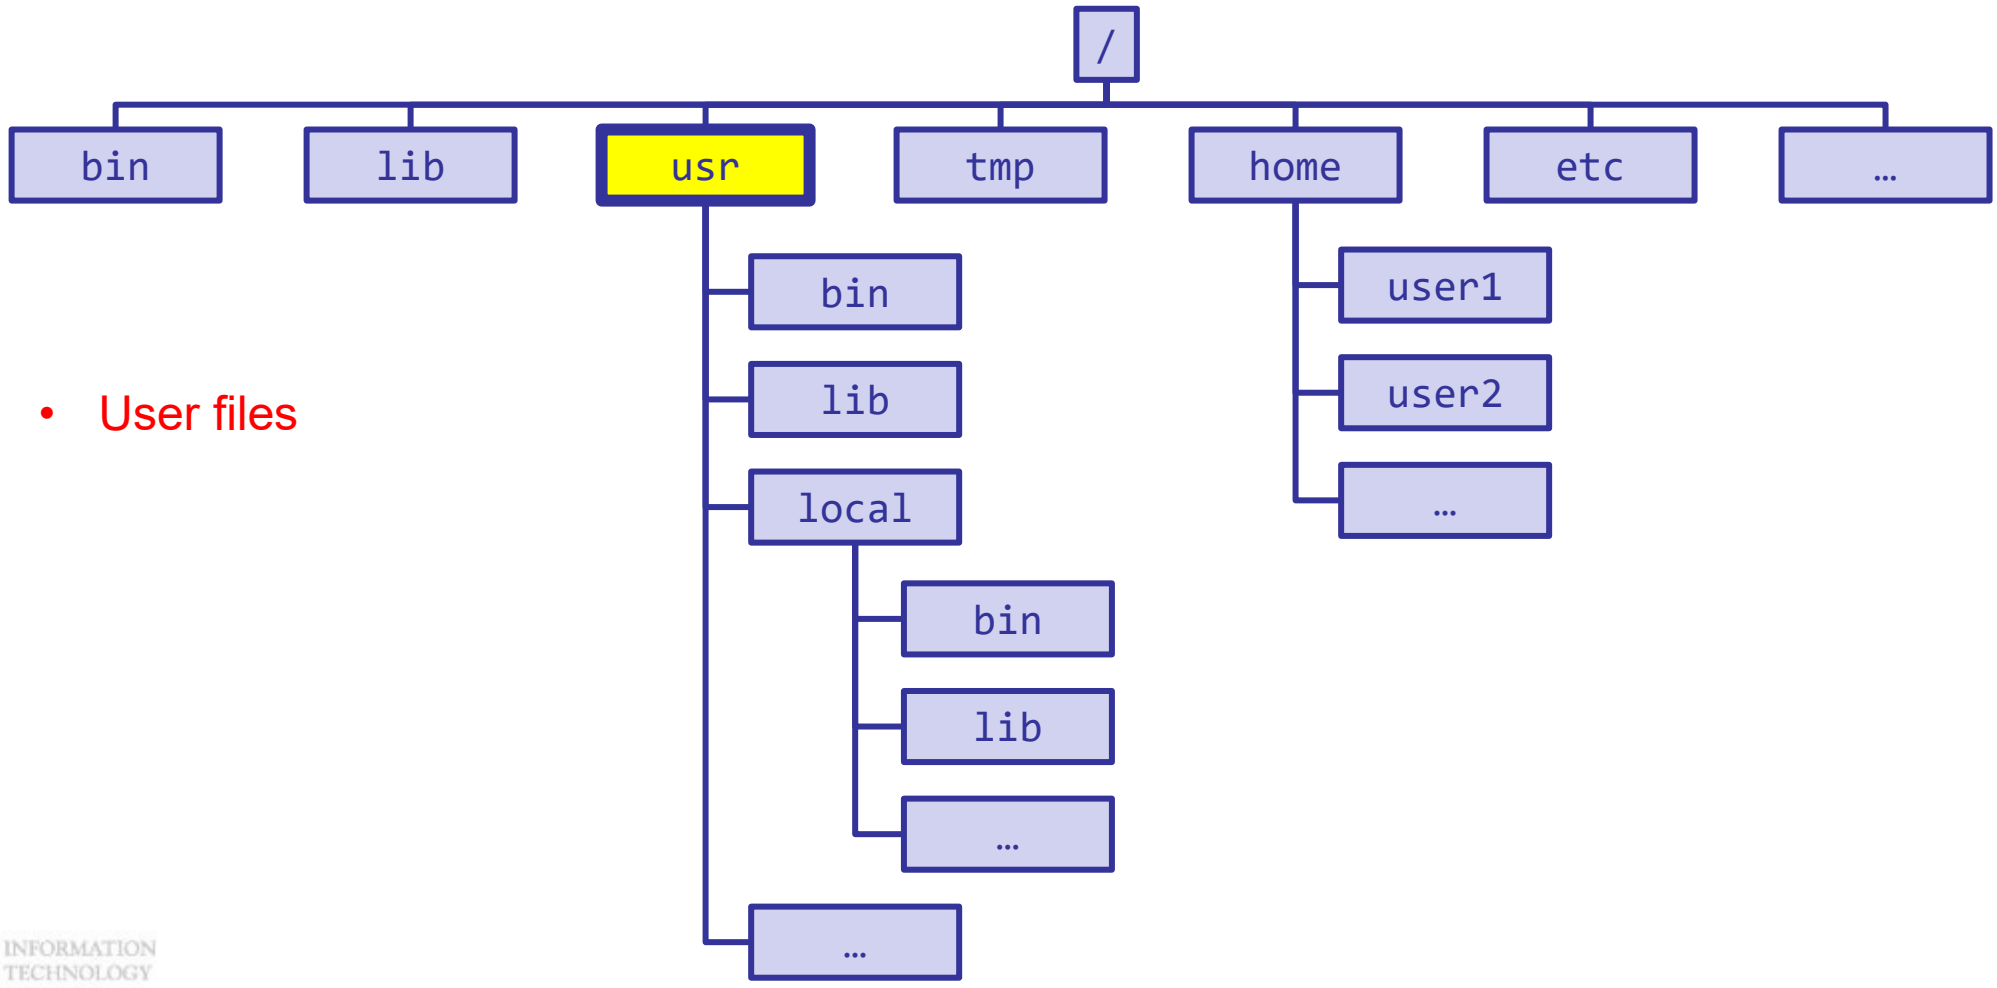 /
bin
lib
usr
tmp
home
etc
…
bin
user1
lib
user2
• User files
local
…
bin
lib
…
…
INFORMATION
TECHNOLOGY